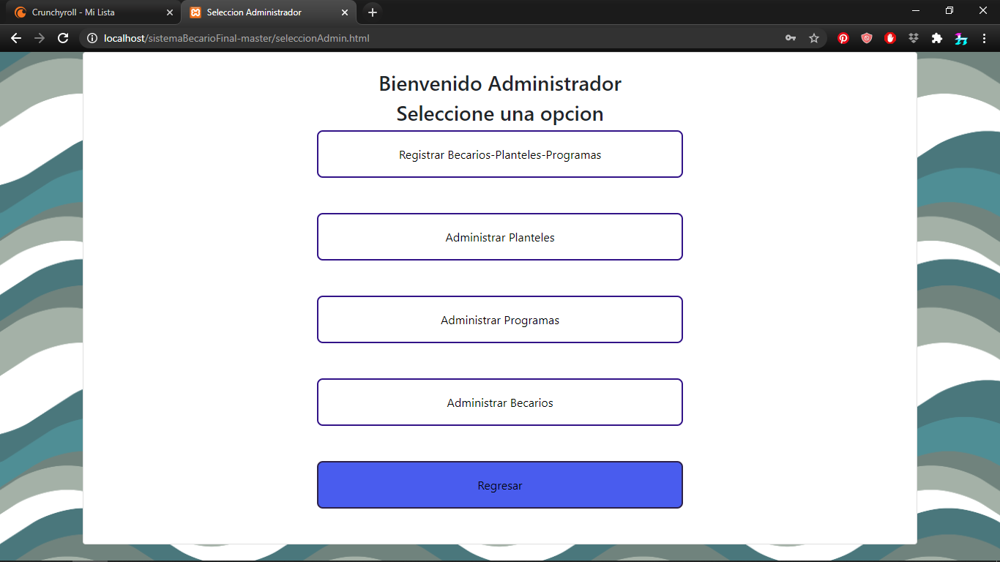 Crunchyroll - Mi Lista
Seleccion Administrador
localhost/sistemaBecarioFinal-master/seleccionAdmin.html
Bienvenido Administrador
Seleccione una opcion
Registrar Becarios-Planteles-Programas
Administrar Planteles
Administrar Programas
Administrar Becarios
Regresar